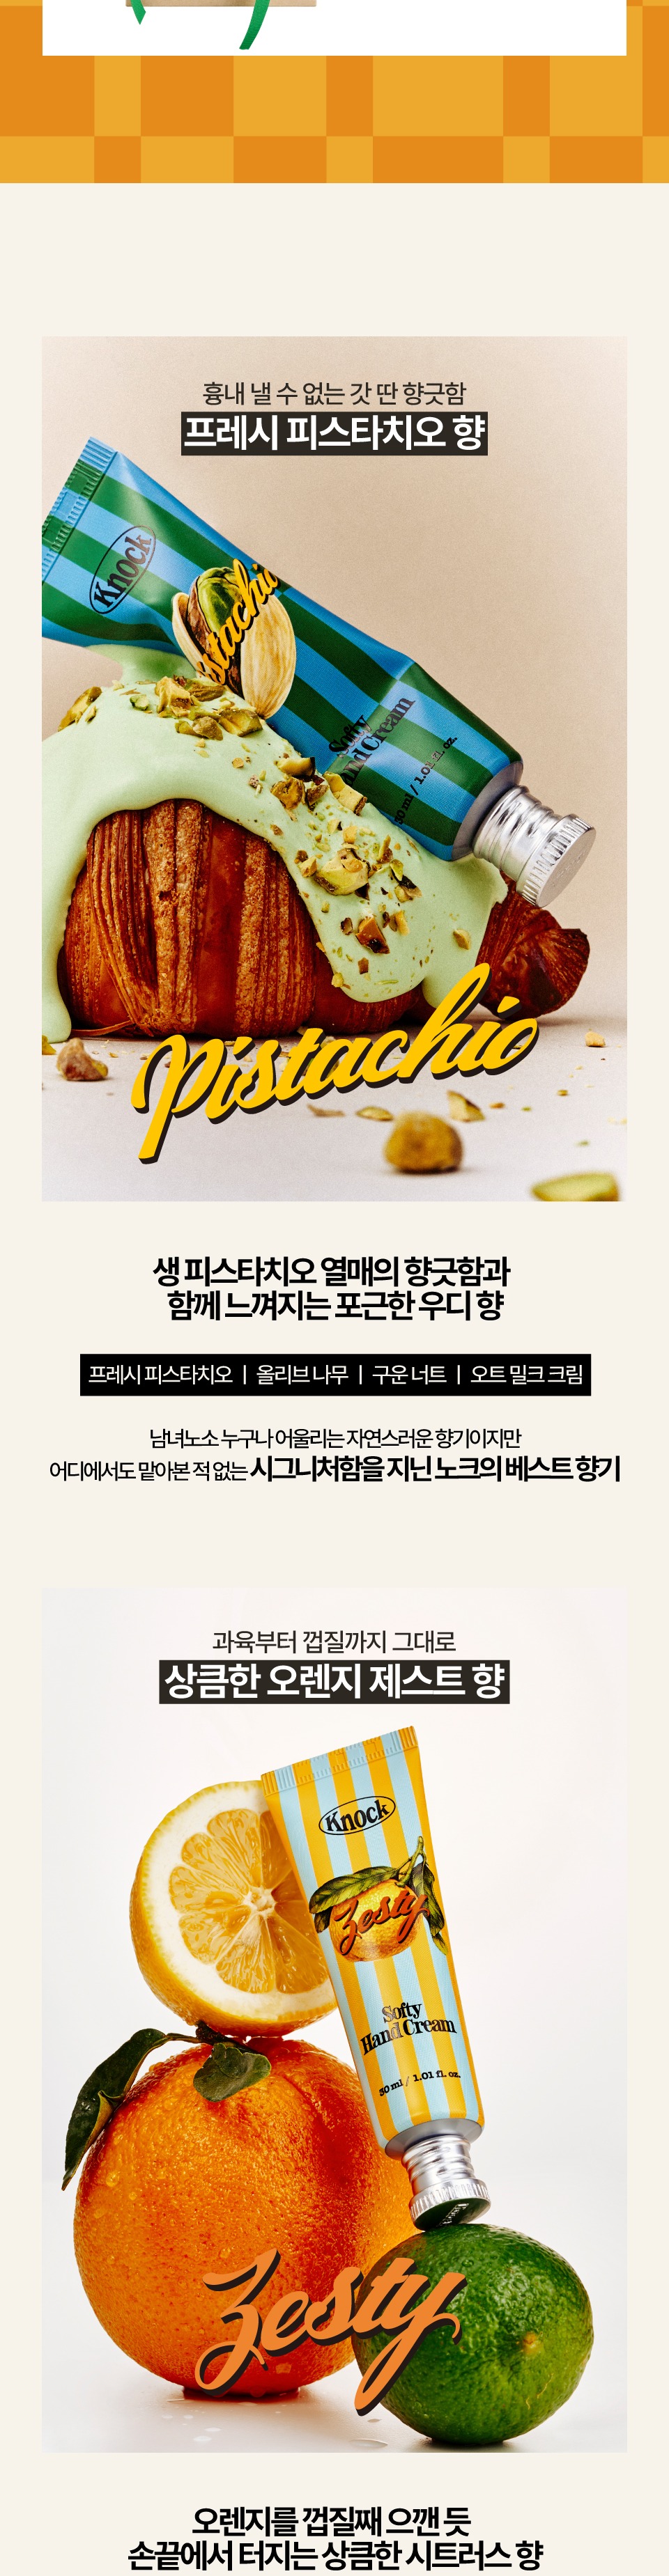 흉내 낼 수 없는 갓 딴 향긋함
프레시 피스타치오 향
Knock
stachio
Softy
Hand Cream
30 ml / 1.01 fl. oz.
Pistachio
생 피스타치오 열매의 향긋함과
함께 느껴지는 포근한 우디 향
프레시 피스타치오 | 올리브 나무 | 구운 너트 | 오트 밀크 크림
남녀노소 누구나 어울리는 자연스러운 향기이지만
어디에서도 맡아본 적 없는 시그니처함을 지닌 노크의 베스트 향기
과육부터 껍질까지 그대로
상큼한 오렌지 제스트 향
Knock
Zesty
Softy
Hand Cream
30 ml / 1.01 fl. oz.
Zesty
오렌지를 껍질째 으깬 듯
손끝에서 터지는 상큼한 시트러스 향